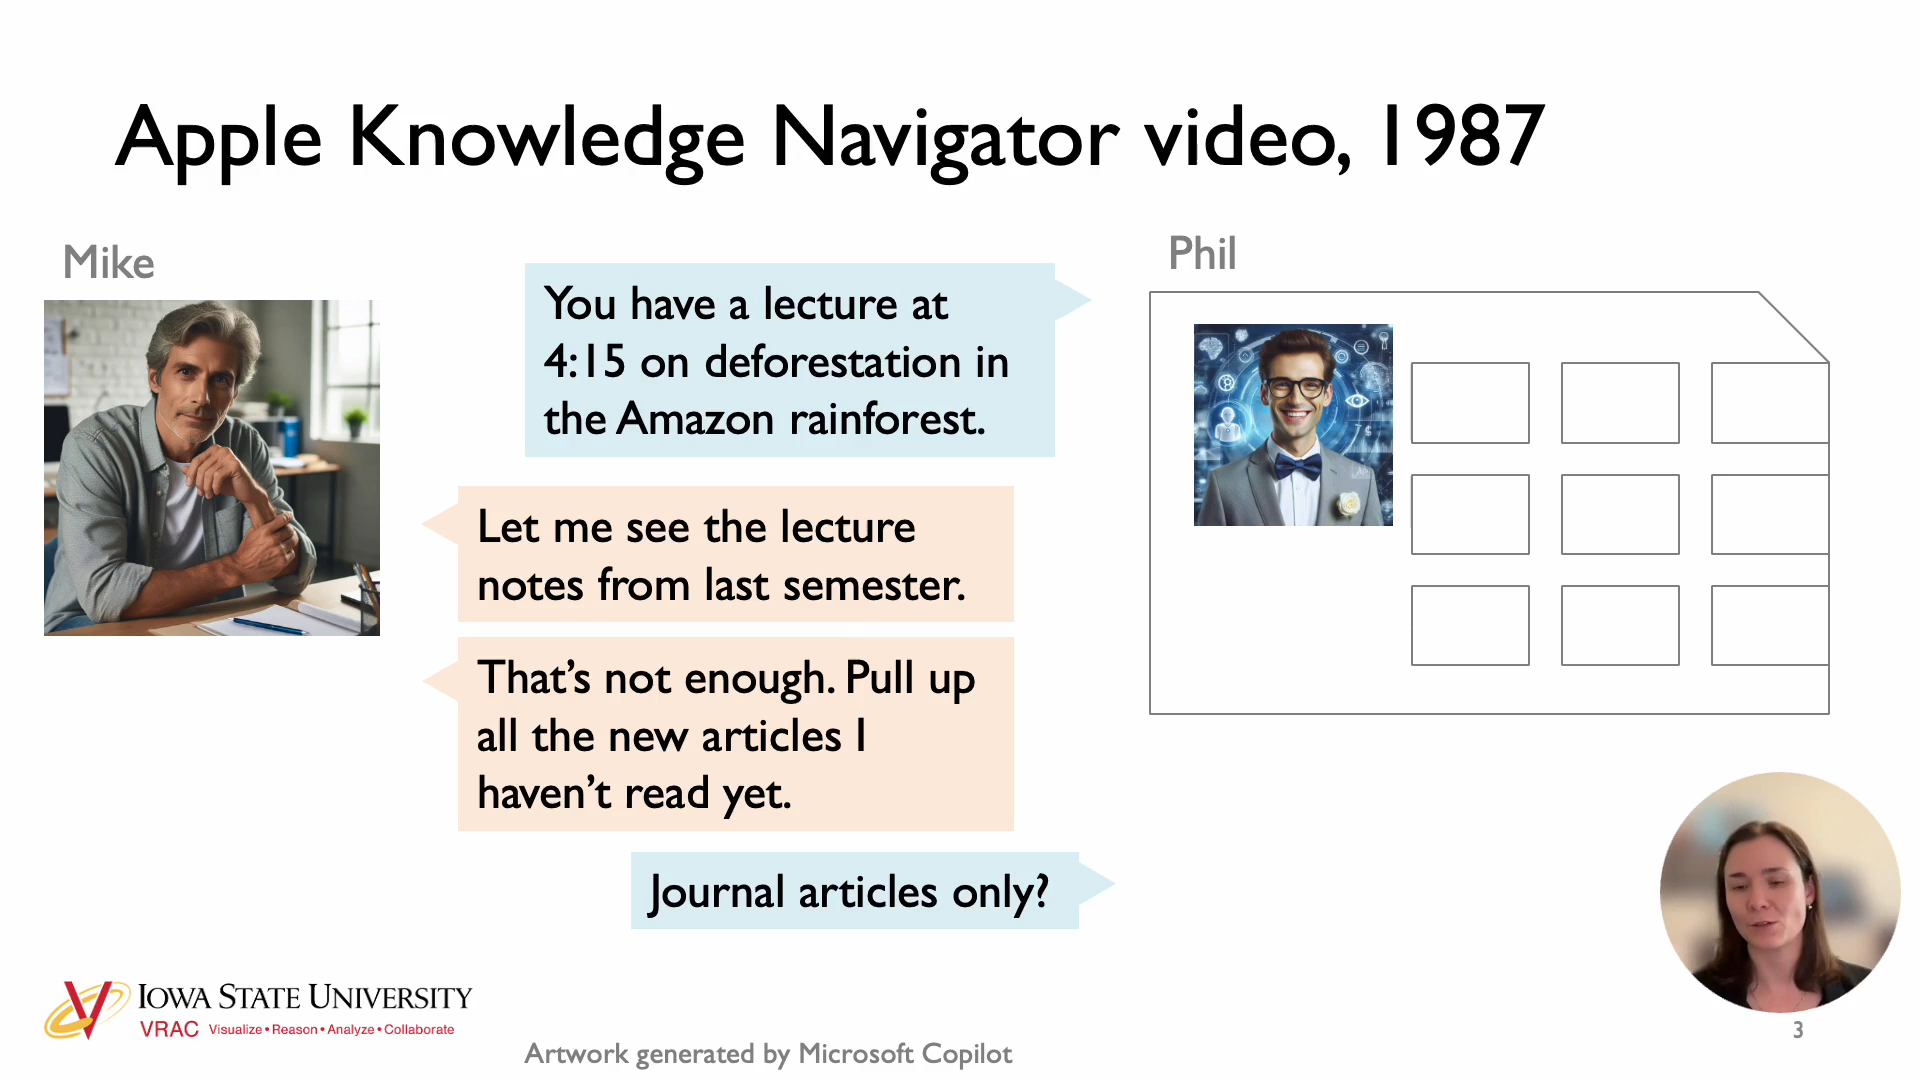 Apple Knowledge Navigator video, 1987
Mike
Phil
You have a lecture at
4:15 on deforestation in
the Amazon rainforest.
Let me see the lecture
notes from last semester.
That’s not enough. Pull up
all the new articles I
haven’t read yet.
Journal articles only?
IOWA STATE UNIVERSITY
VRAC Visualize • Reason • Analyze • Collaborate
Artwork generated by Microsoft Copilot
3